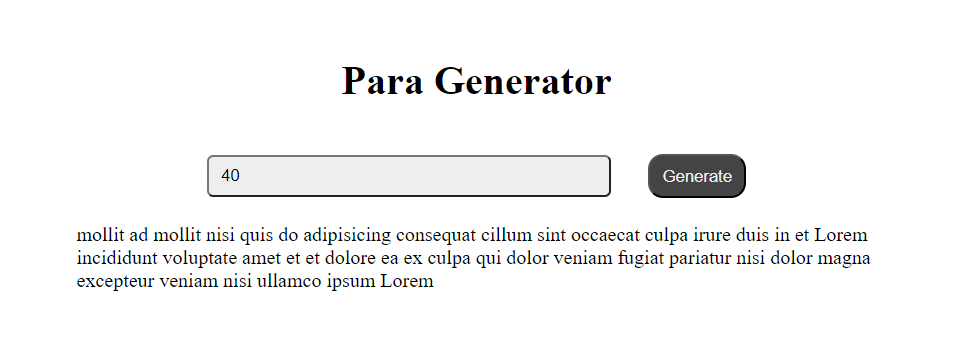 Para Generator
40
Generate
mollit ad mollit nisi quis do adipisicing consequat cillum sint occaecat culpa irure duis in et Lorem
incididunt voluptate amet et et dolore ea ex culpa qui dolor veniam fugiat pariatur nisi dolor magna
excepteur veniam nisi ullamco ipsum Lorem